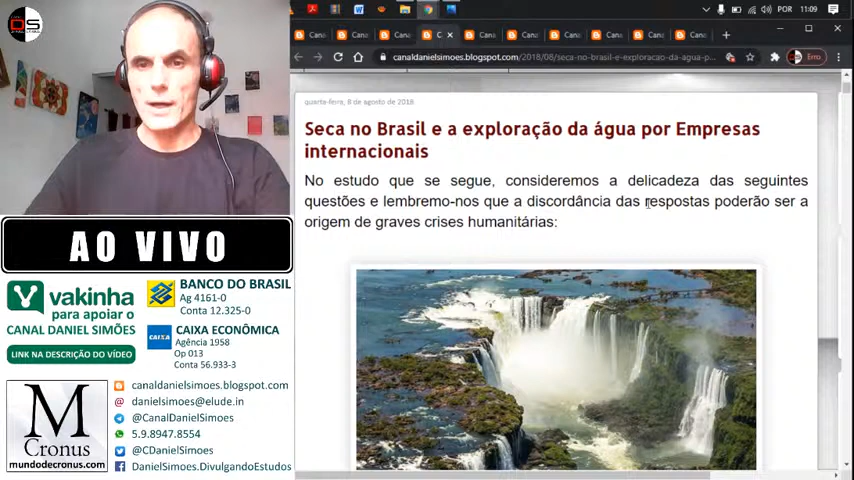 POR
11:09
canaldanielsimoes.blogspot.com/2018/08/seca-no-brasil-e-a-exploracao-da-agua-p...
Erro
quarta-feira, 8 de agosto de 2018
Seca no Brasil e a exploração da água por Empresas
internacionais
No estudo que se segue, consideremos a delicadeza das seguintes
questões e lembremo-nos que a discordância das respostas poderão ser a
origem de graves crises humanitárias:
AO VIVO
vakinha
para apoiar o
CANAL DANIEL SIMÕES
LINK NA DESCRIÇÃO DO VÍDEO
BANCO DO BRASIL
Ag 4161-0
Conta 12.325-0
CAIXA
CAIXA ECONÔMICA
Agência 1958
Op 013
Conta 56.933-3
M
Cronus
mundodecronus.com
canaldanielsimoes.blogspot.com
danielsimoes@elude.in
@CanalDanielSimoes
5.9.8947.8554
@CDanielSimoes
DanielSimoes.DivulgandoEstudos